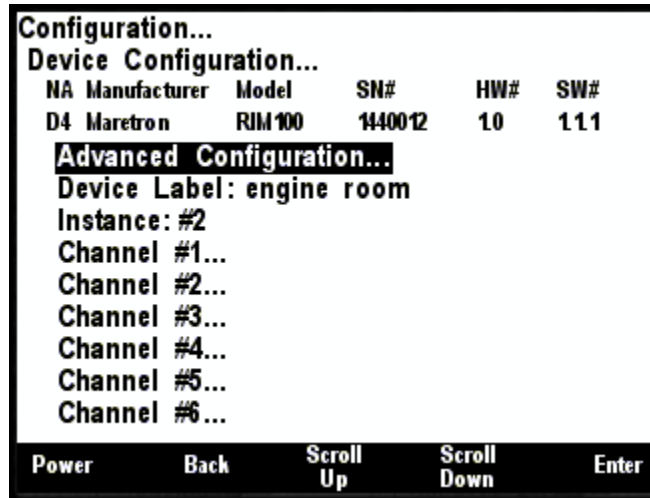 Configuration...
Device Configuration...
NA Manufacturer Model SN# HW# SW#
D4 Maretron RIM100 1440012 1.0 1.1.1
Advanced Configuration...
Device Label: engine room
Instance: #2
Channel #1...
Channel #2...
Channel #3...
Channel #4...
Channel #5...
Channel #6...
Power Back Scroll Up Scroll Down Enter